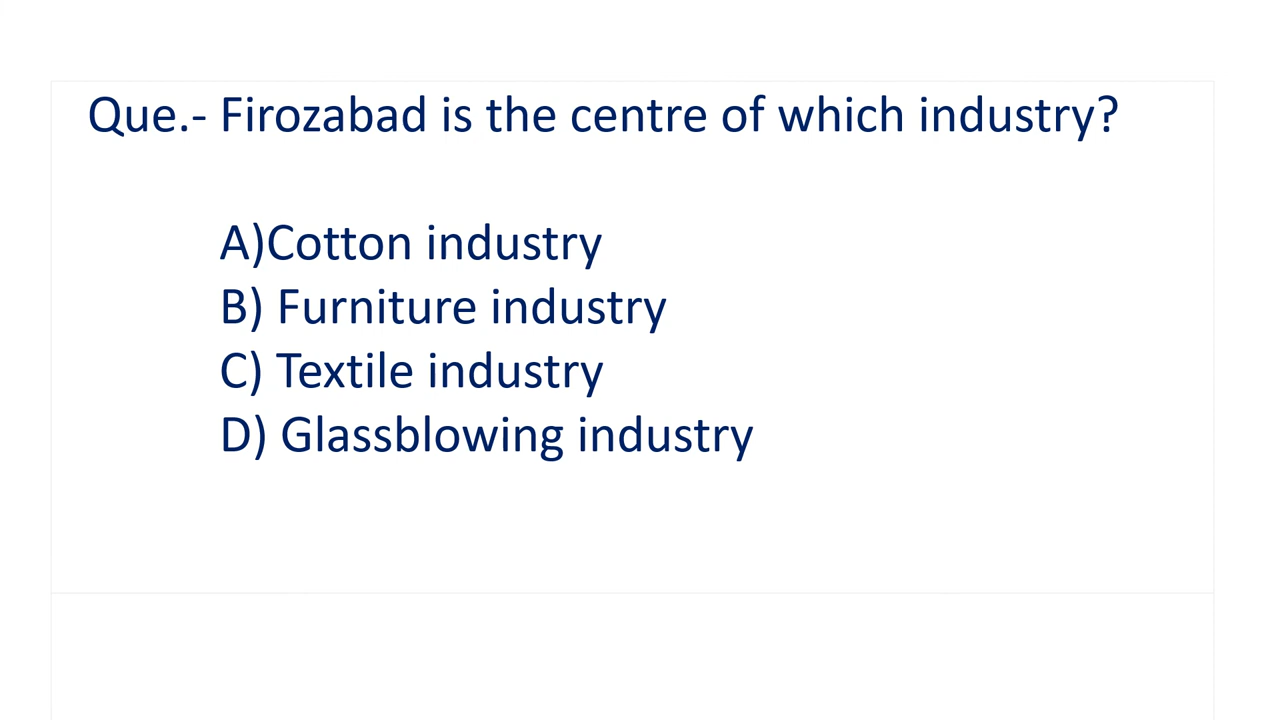 Que.- Firozabad is the centre of which industry?
A)Cotton industry
B) Furniture industry
C) Textile industry
D) Glassblowing industry